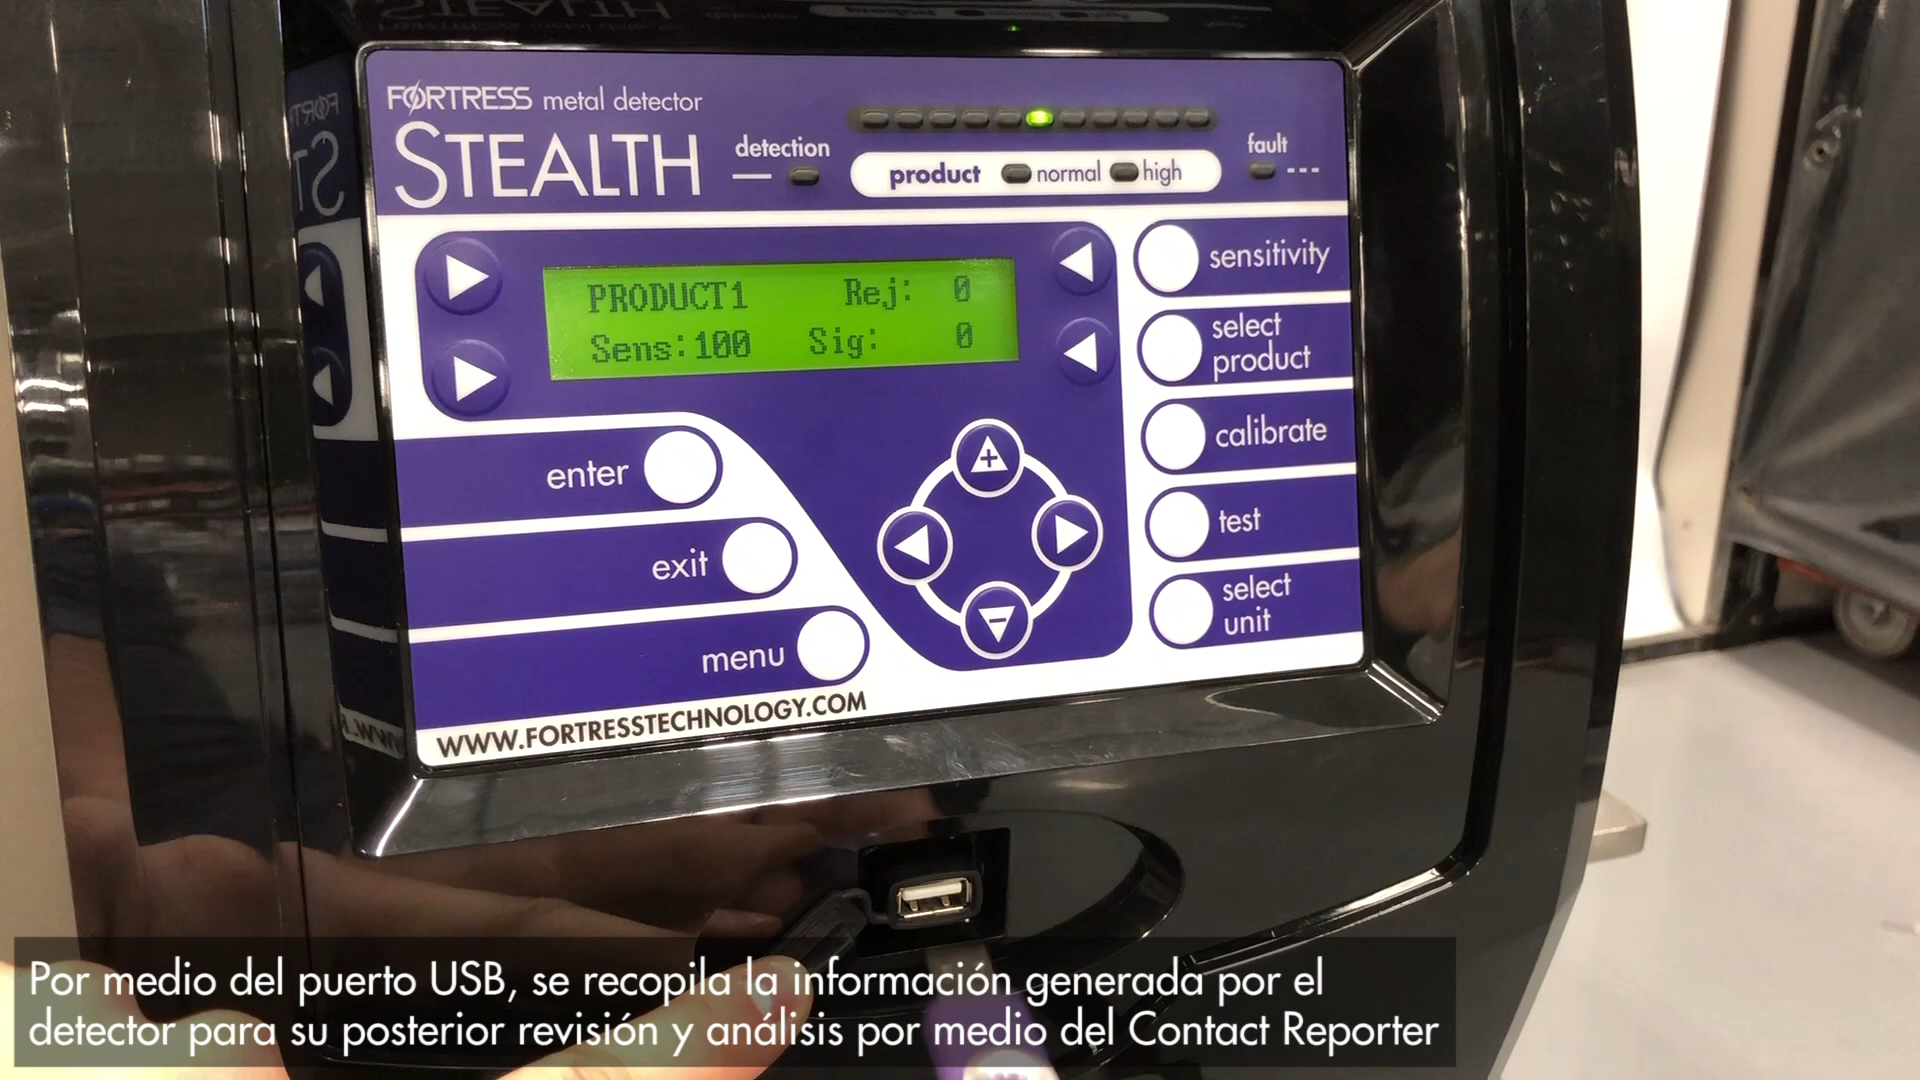 FORTRESS metal detector
STEALTH
detection
product normal high
fault
PRODUCT1 Rej: 0
Sens:100 Sig: 0
sensitivity
select
product
calibrate
test
select
unit
enter
exit
menu
WWW.FORTRESSTECHNOLOGY.COM
Por medio del puerto USB, se recopila la información generada por el
detector para su posterior revisión y análisis por medio del Contact Reporter